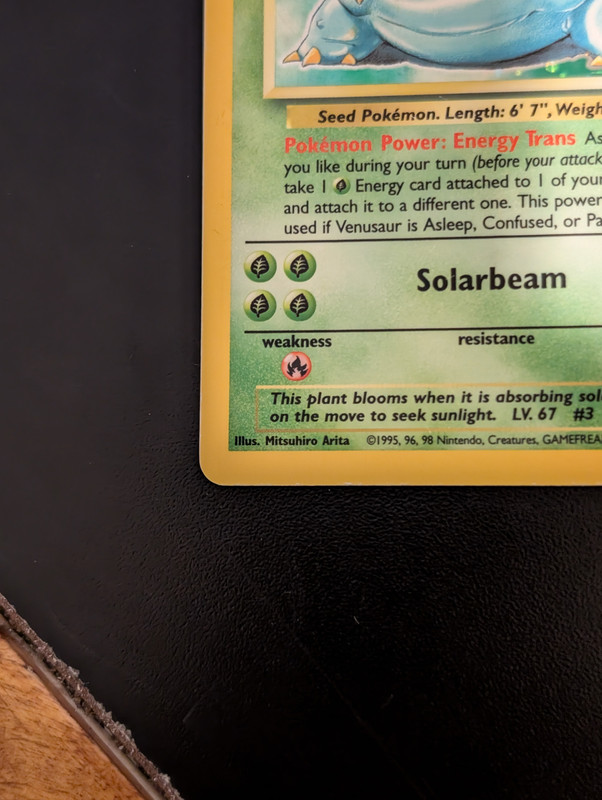 Seed Pokémon. Length: 6' 7", Weigh
Pokémon Power: Energy Trans As
you like during your turn (before your attack
take 1 Energy card attached to 1 of your
and attach it to a different one. This power
used if Venusaur is Asleep, Confused, or Pa
Solarbeam
weakness
resistance
This plant blooms when it is absorbing sol
on the move to seek sunlight. LV. 67 #3
Illus. Mitsuhiro Arita ©1995, 96, 98 Nintendo, Creatures, GAMEFREA